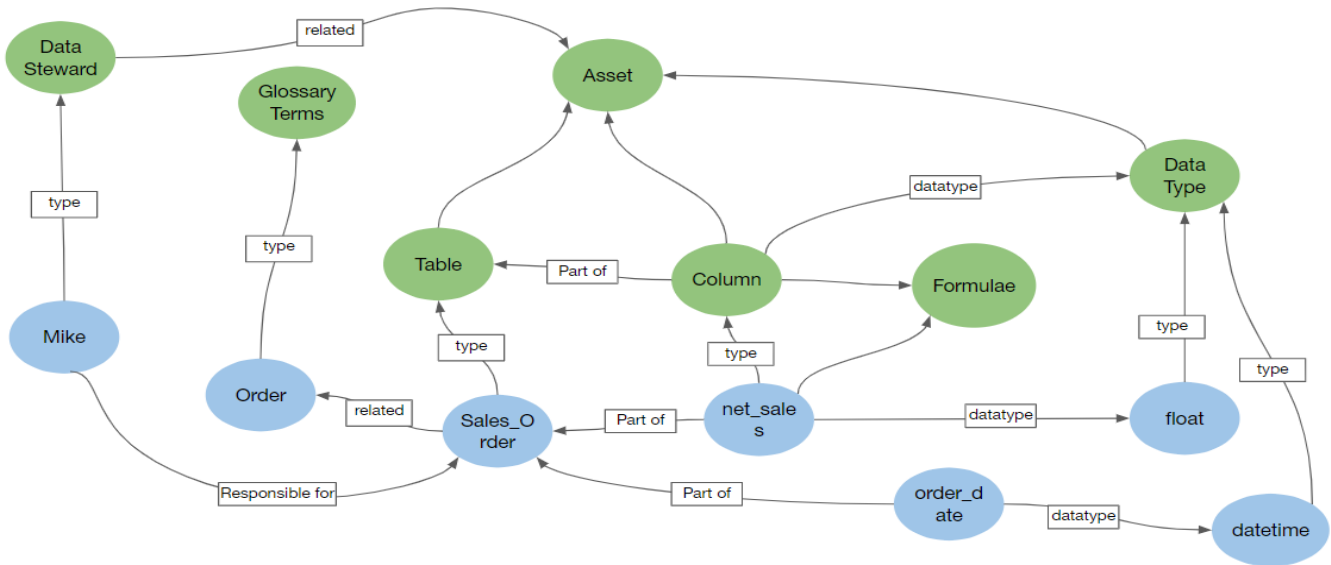 related
Data
Steward
Asset
Glossary
Terms
Data
Type
datatype
type
type
Table
Part of
Column
Formulae
type
Mike
type
type
type
Order
related
Sales_O
rder
Part of
net_sale
s
datatype
float
Responsible for
Part of
order_d
ate
datatype
datetime